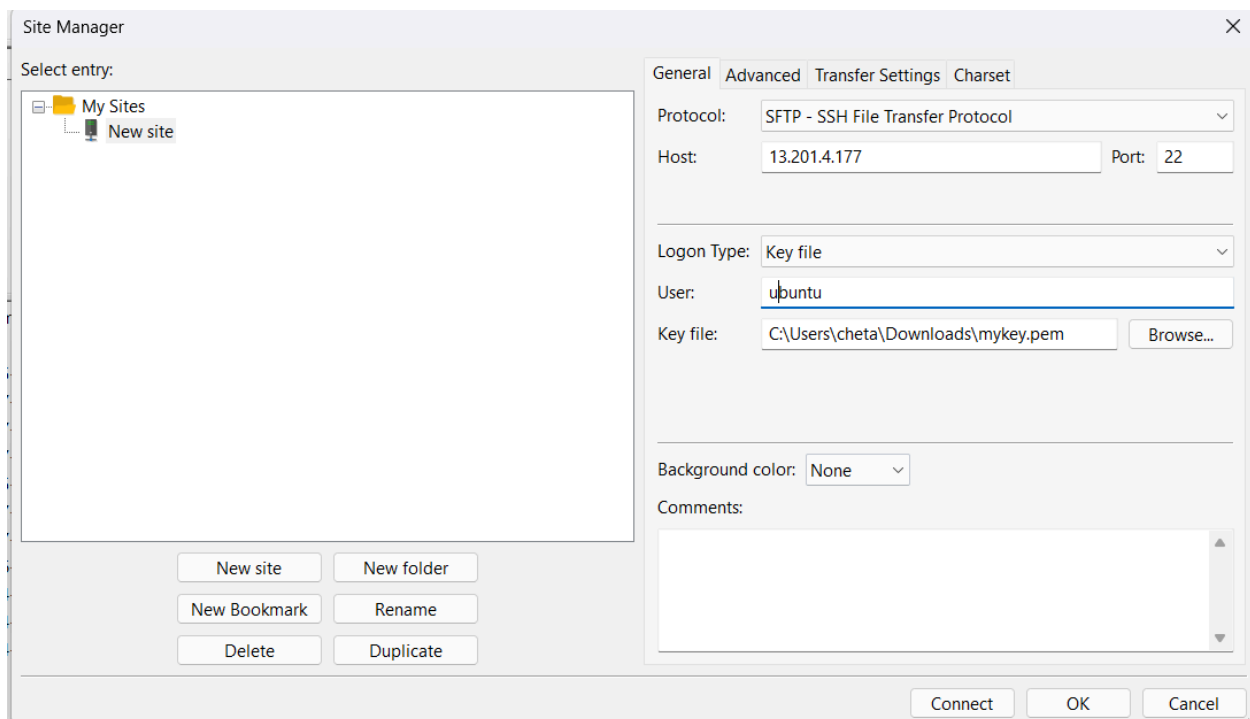 Site Manager
Select entry:
My Sites
New site
New site New folder
New Bookmark Rename
Delete Duplicate
General Advanced Transfer Settings Charset
Protocol: SFTP - SSH File Transfer Protocol
Host: 13.201.4.177 Port: 22
Logon Type: Key file
User: ubuntu
Key file: C:\Users\cheta\Downloads\mykey.pem Browse...
Background color: None
Comments:
Connect OK Cancel